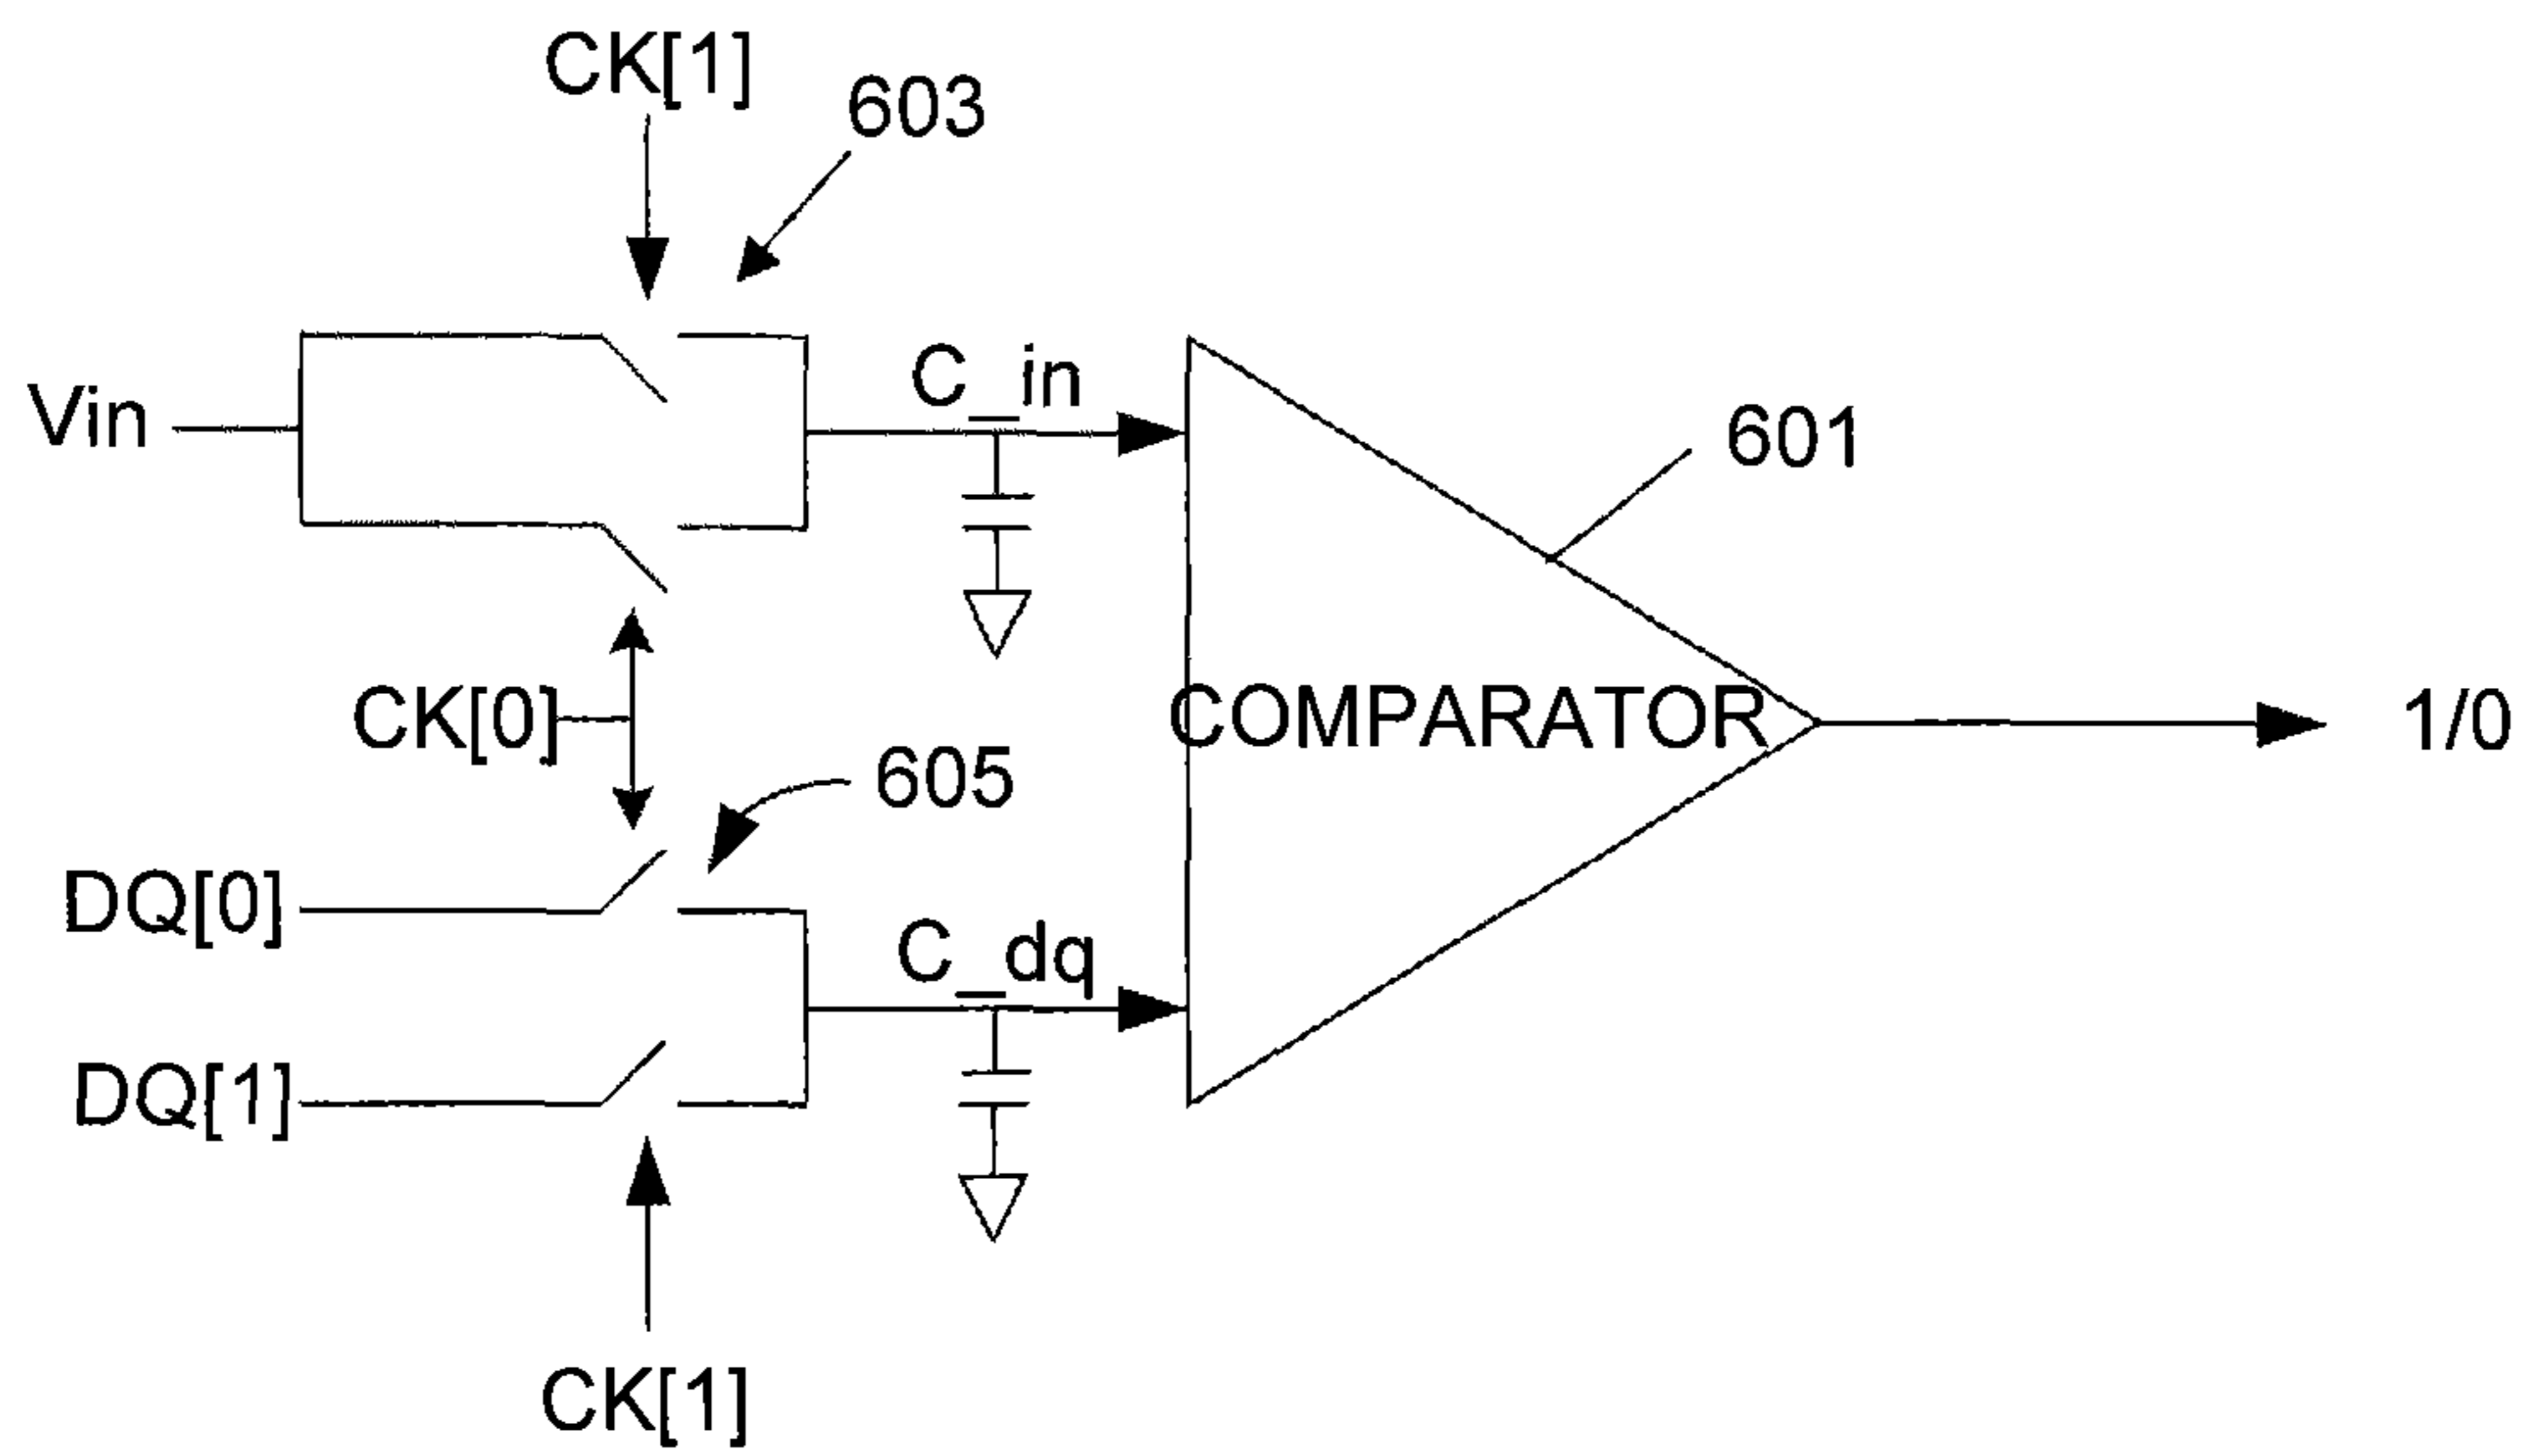 CK[1]
603
Vin
C_in
601
CK[0]
COMPARATOR
1/0
605
DQ[0]
C_dq
DQ[1]
CK[1]